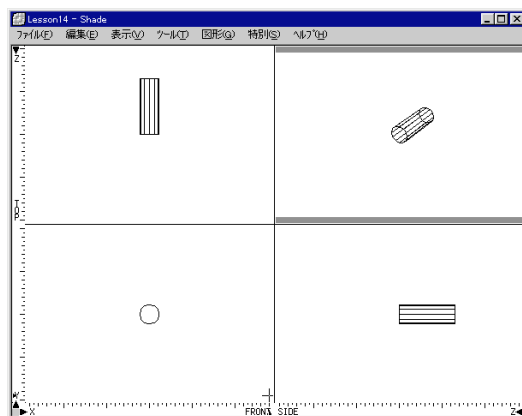 Lesson14 - Shade
ファイル(F) 編集(E) 表示(V) ツール(T) 図形(G) 特別(S) ヘルプ(H)
Z
TOP
X FRONT SIDE Z